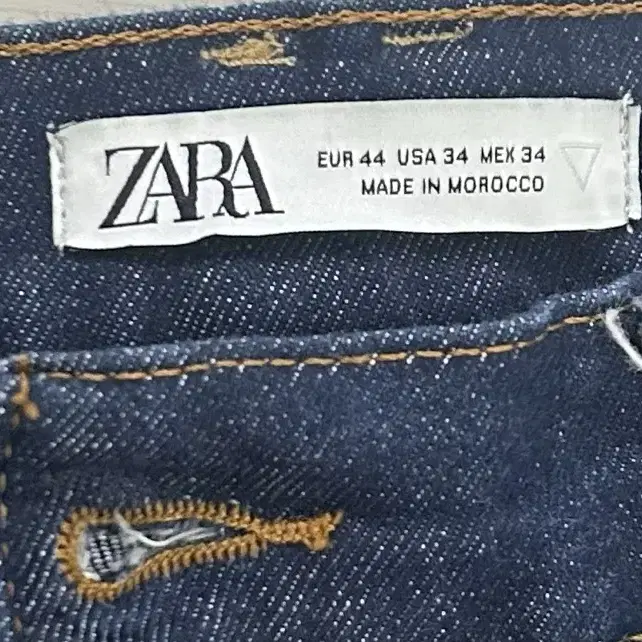 ZARA
EUR 44 USA 34 MEX 34
MADE IN MOROCCO